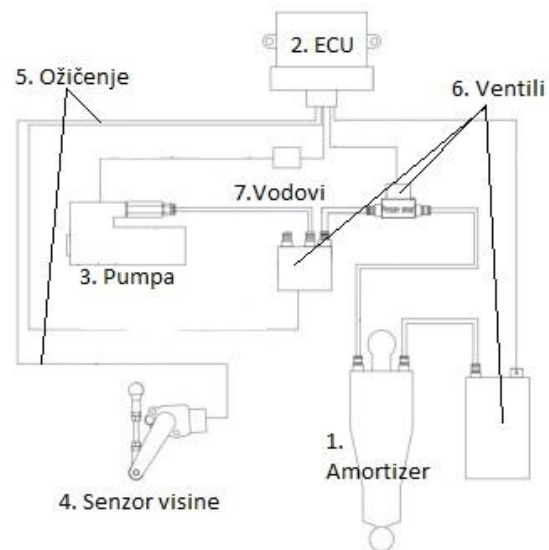 2. ECU
5. Ožičenje
6. Ventili
7.Vodovi
3. Pumpa
1.
Amortizer
4. Senzor visine